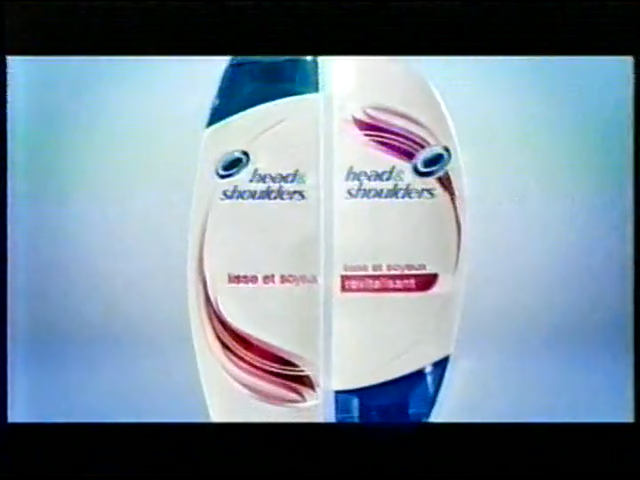 head&
shoulders
lisse et soyeux
head&
shoulders
lisse et soyeux
revitalisant